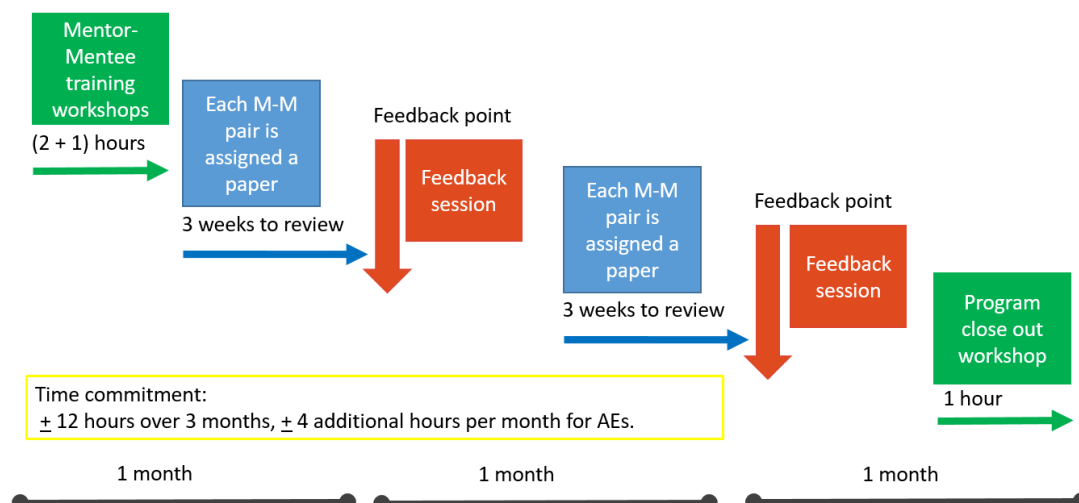 Mentor-
Mentee
training
workshops
(2 + 1) hours
Each M-M
pair is
assigned a
paper
3 weeks to review
Feedback point
Feedback
session
Each M-M
pair is
assigned a
paper
3 weeks to review
Feedback point
Feedback
session
Program
close out
workshop
1 hour
Time commitment:
± 12 hours over 3 months, ± 4 additional hours per month for AEs.
1 month
1 month
1 month